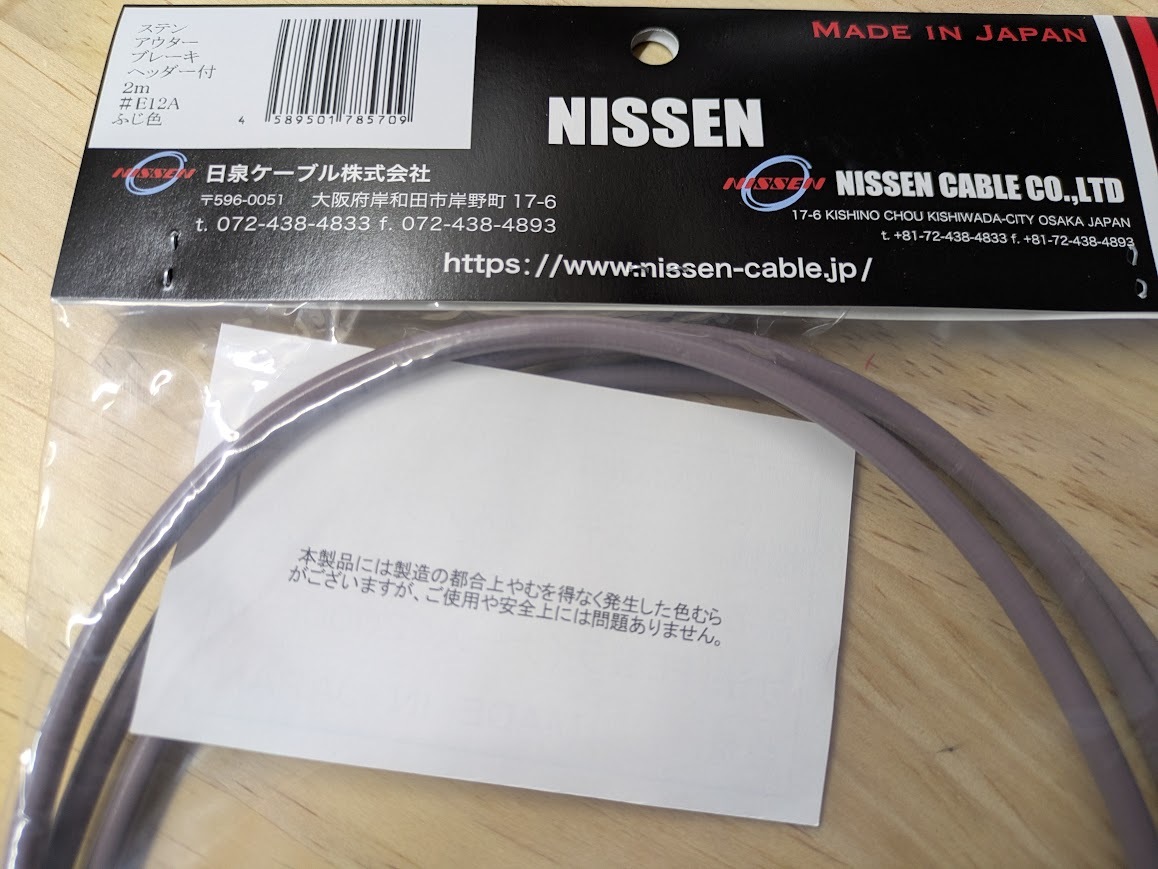 ステン
アウター
ブレーキ
ヘッダー付
2m
#E12A
ふじ色
4 589501 785709
MADE IN JAPAN
NISSEN
NISSEN 日泉ケーブル株式会社
〒596-0051 大阪府岸和田市岸野町 17-6
t. 072-438-4833 f. 072-438-4893
NISSEN NISSEN CABLE CO.,LTD
17-6 KISHINO CHOU KISHIWADA-CITY OSAKA JAPAN
t. +81-72-438-4833 f. +81-72-438-4893
https://www.nissen-cable.jp/
本製品には製造の都合上やむを得なく発生した色むら
がございますが、ご使用や安全上には問題ありません。